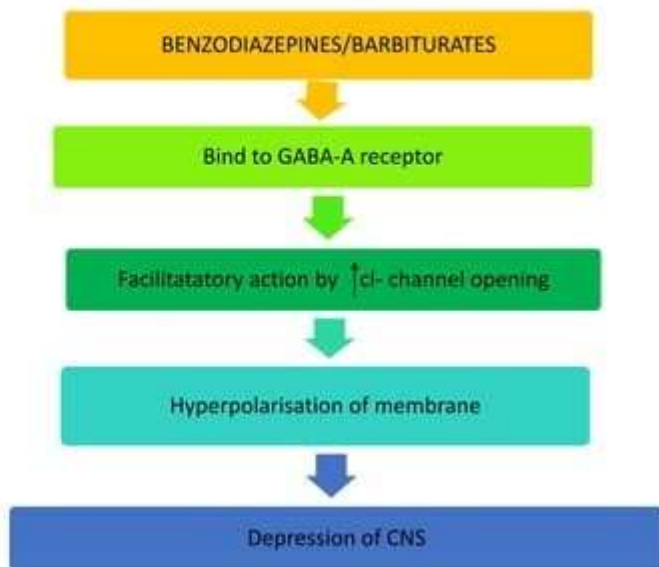 BENZODIAZEPINES/BARBITURATES
Bind to GABA-A receptor
Facilitatatory action by ↑cl- channel opening
Hyperpolarisation of membrane
Depression of CNS